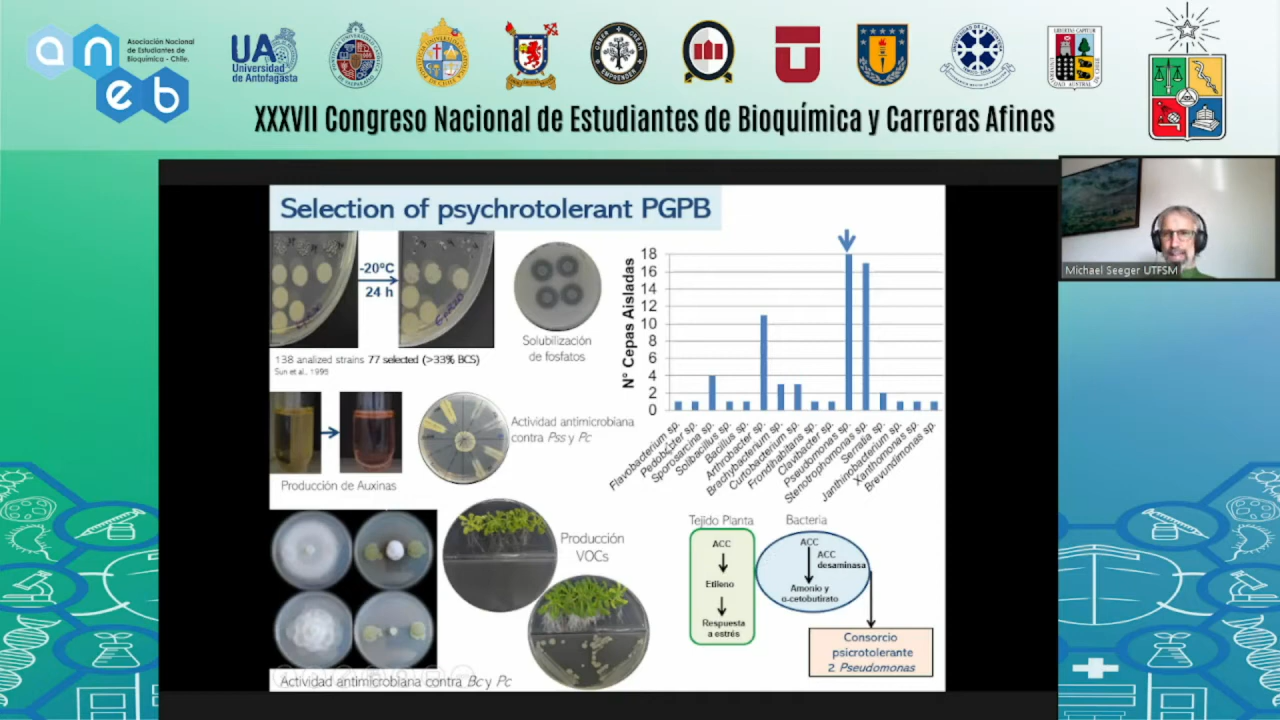 an
eb
Asociación Nacional
de Estudiantes de
Bioquímica - Chile.
UA
Universidad
de Antofagasta
XXXVII Congreso Nacional de Estudiantes de Bioquímica y Carreras Afines
Selection of psychrotolerant PGPB
-20ºC
24 h
138 analized strains 77 selected (>33% BCS)
Sun et al., 1995
Solubilización
de fosfatos
Producción de Auxinas
Actividad antimicrobiana
contra Pss y Pc
Producción
VOCs
Actividad antimicrobiana contra Bc y Pc
N° Cepas Aisladas
18
16
14
12
10
8
6
4
2
0
Flavobacterium sp.
Pedobacter sp.
Sporosarcina sp.
Solibacillus sp.
Bacillus sp.
Arthrobacter sp.
Brachybacterium sp.
Curtobacterium sp.
Frondihabitans sp.
Clavibacter sp.
Pseudomonas sp.
Stenotrophomonas sp.
Serratia sp.
Janthinobacterium sp.
Xanthomonas sp.
Brevundimonas sp.
Tejido Planta
ACC
Etileno
Respuesta
a estrés
Bacteria
ACC
ACC
desaminasa
Amonio y
α-cetobutirato
Consorcio
psicrotolerante
2 Pseudomonas
Michael Seeger UTFSM